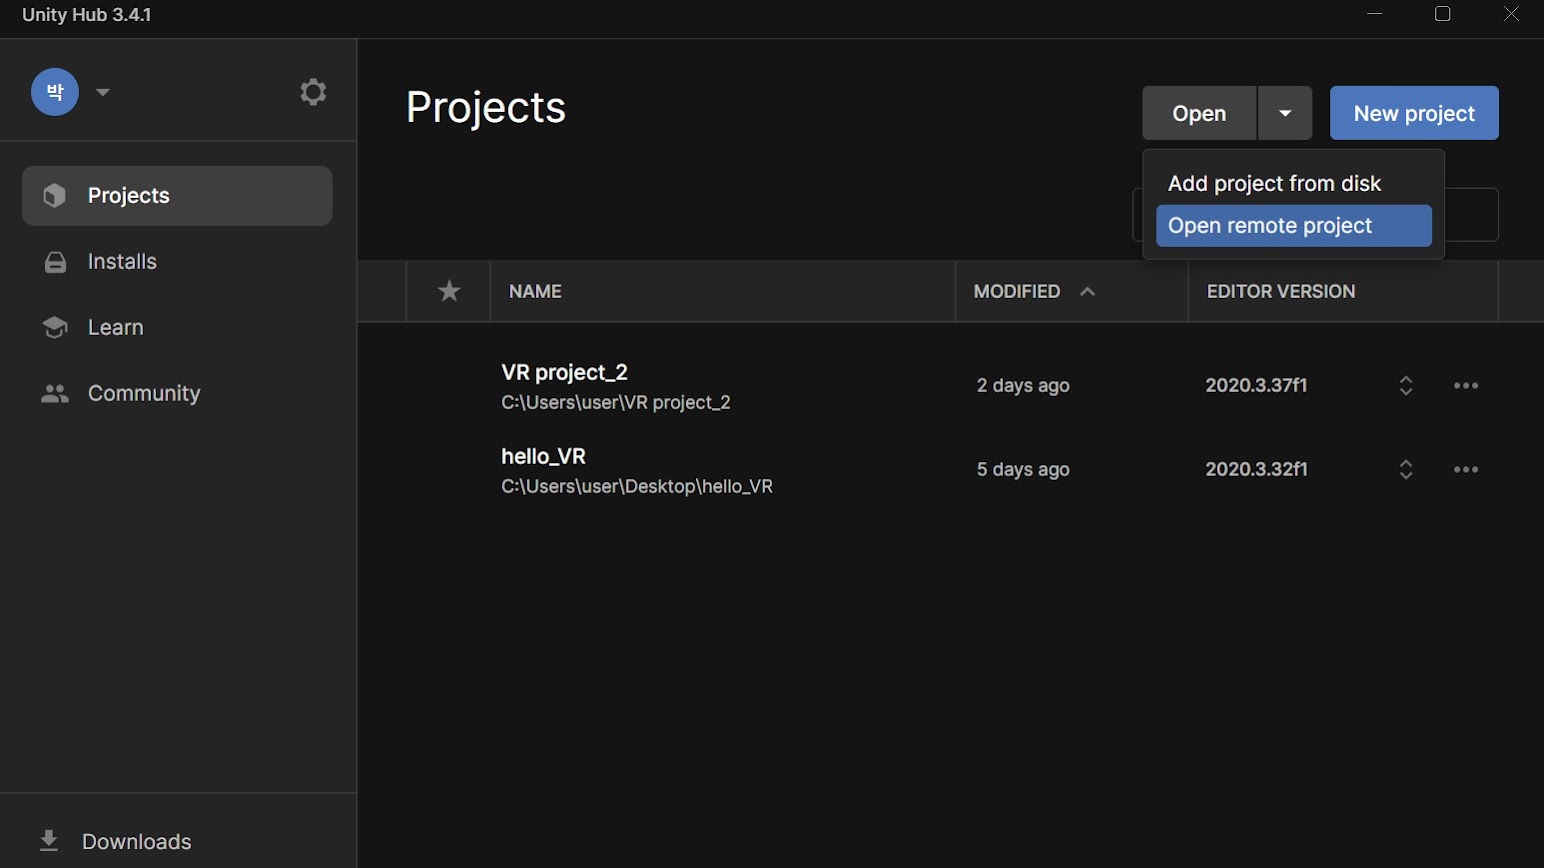 Unity Hub 3.4.1
박
Projects
Open
New project
Add project from disk
Open remote project
Projects
Installs
Learn
Community
NAME
MODIFIED
EDITOR VERSION
VR project_2
C:\Users\user\VR project_2
2 days ago
2020.3.37f1
hello_VR
C:\Users\user\Desktop\hello_VR
5 days ago
2020.3.32f1
Downloads